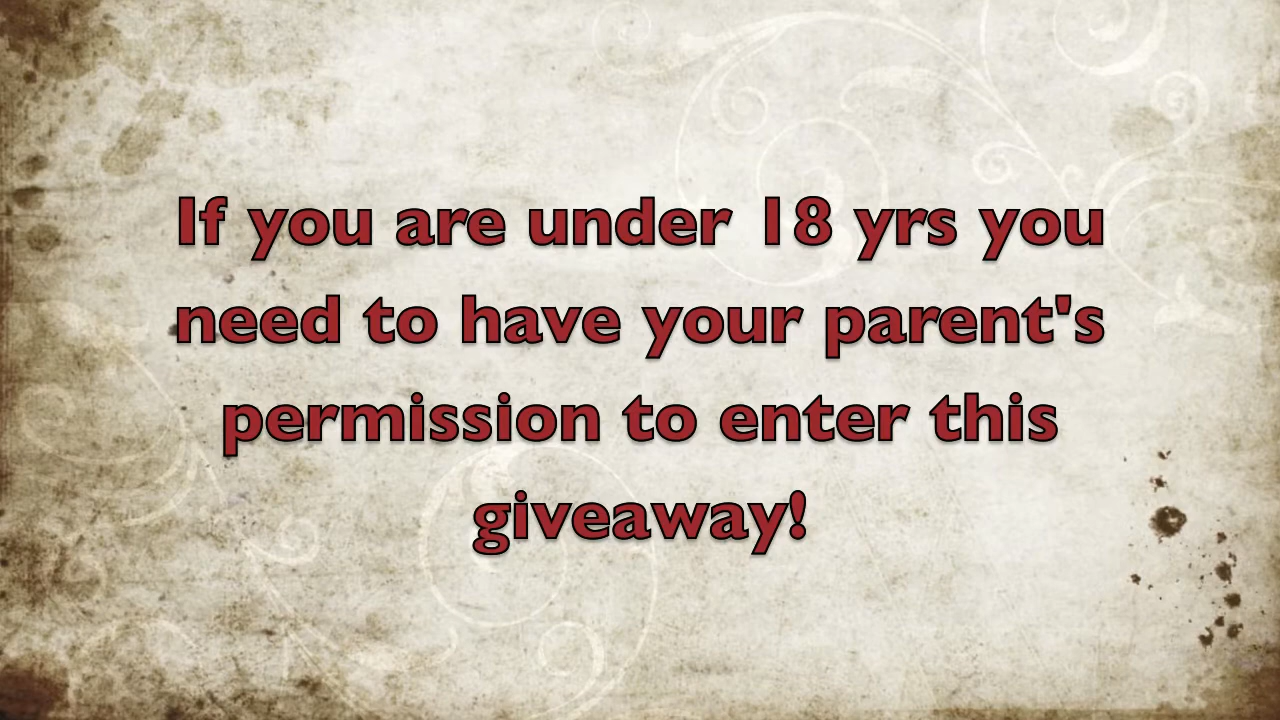 If you are under 18 yrs you
need to have your parent's
permission to enter this
giveaway!